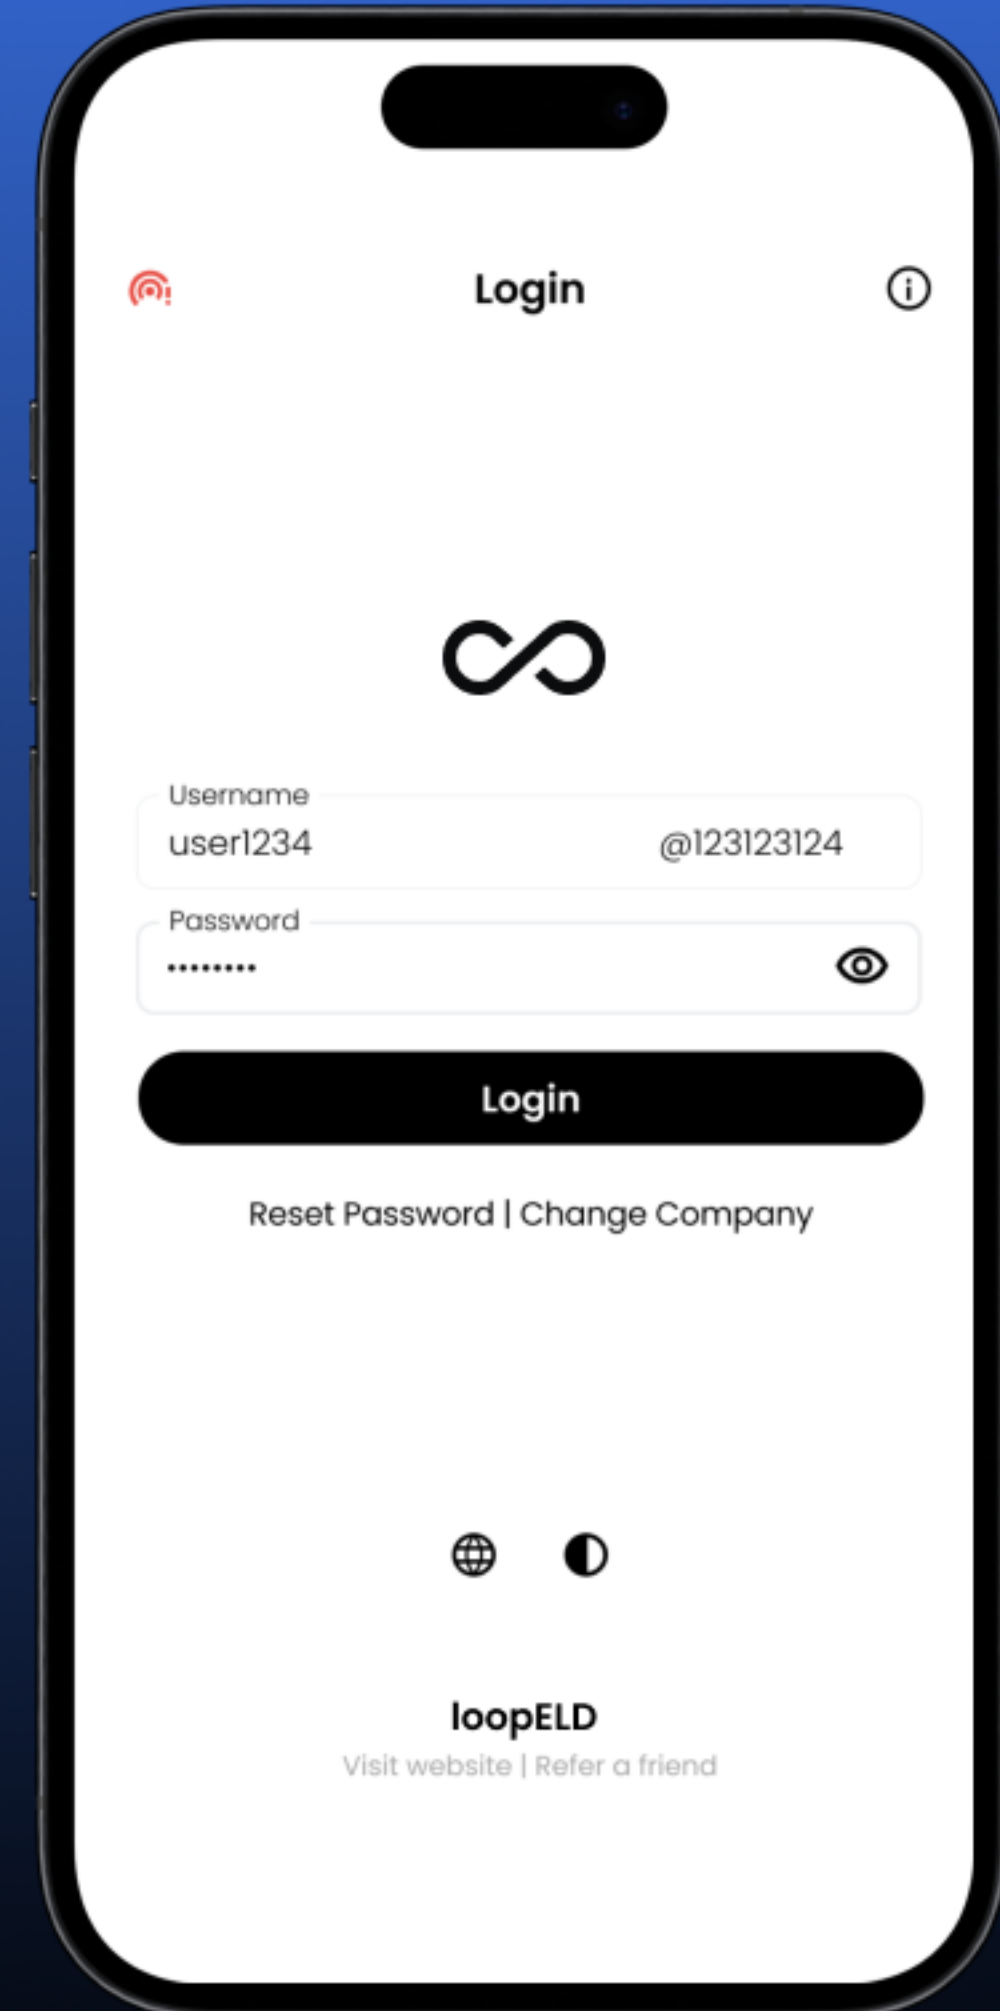 Login
Username
user1234 @123123124
Password
••••••••
Login
Reset Password | Change Company
loopELD
Visit website | Refer a friend